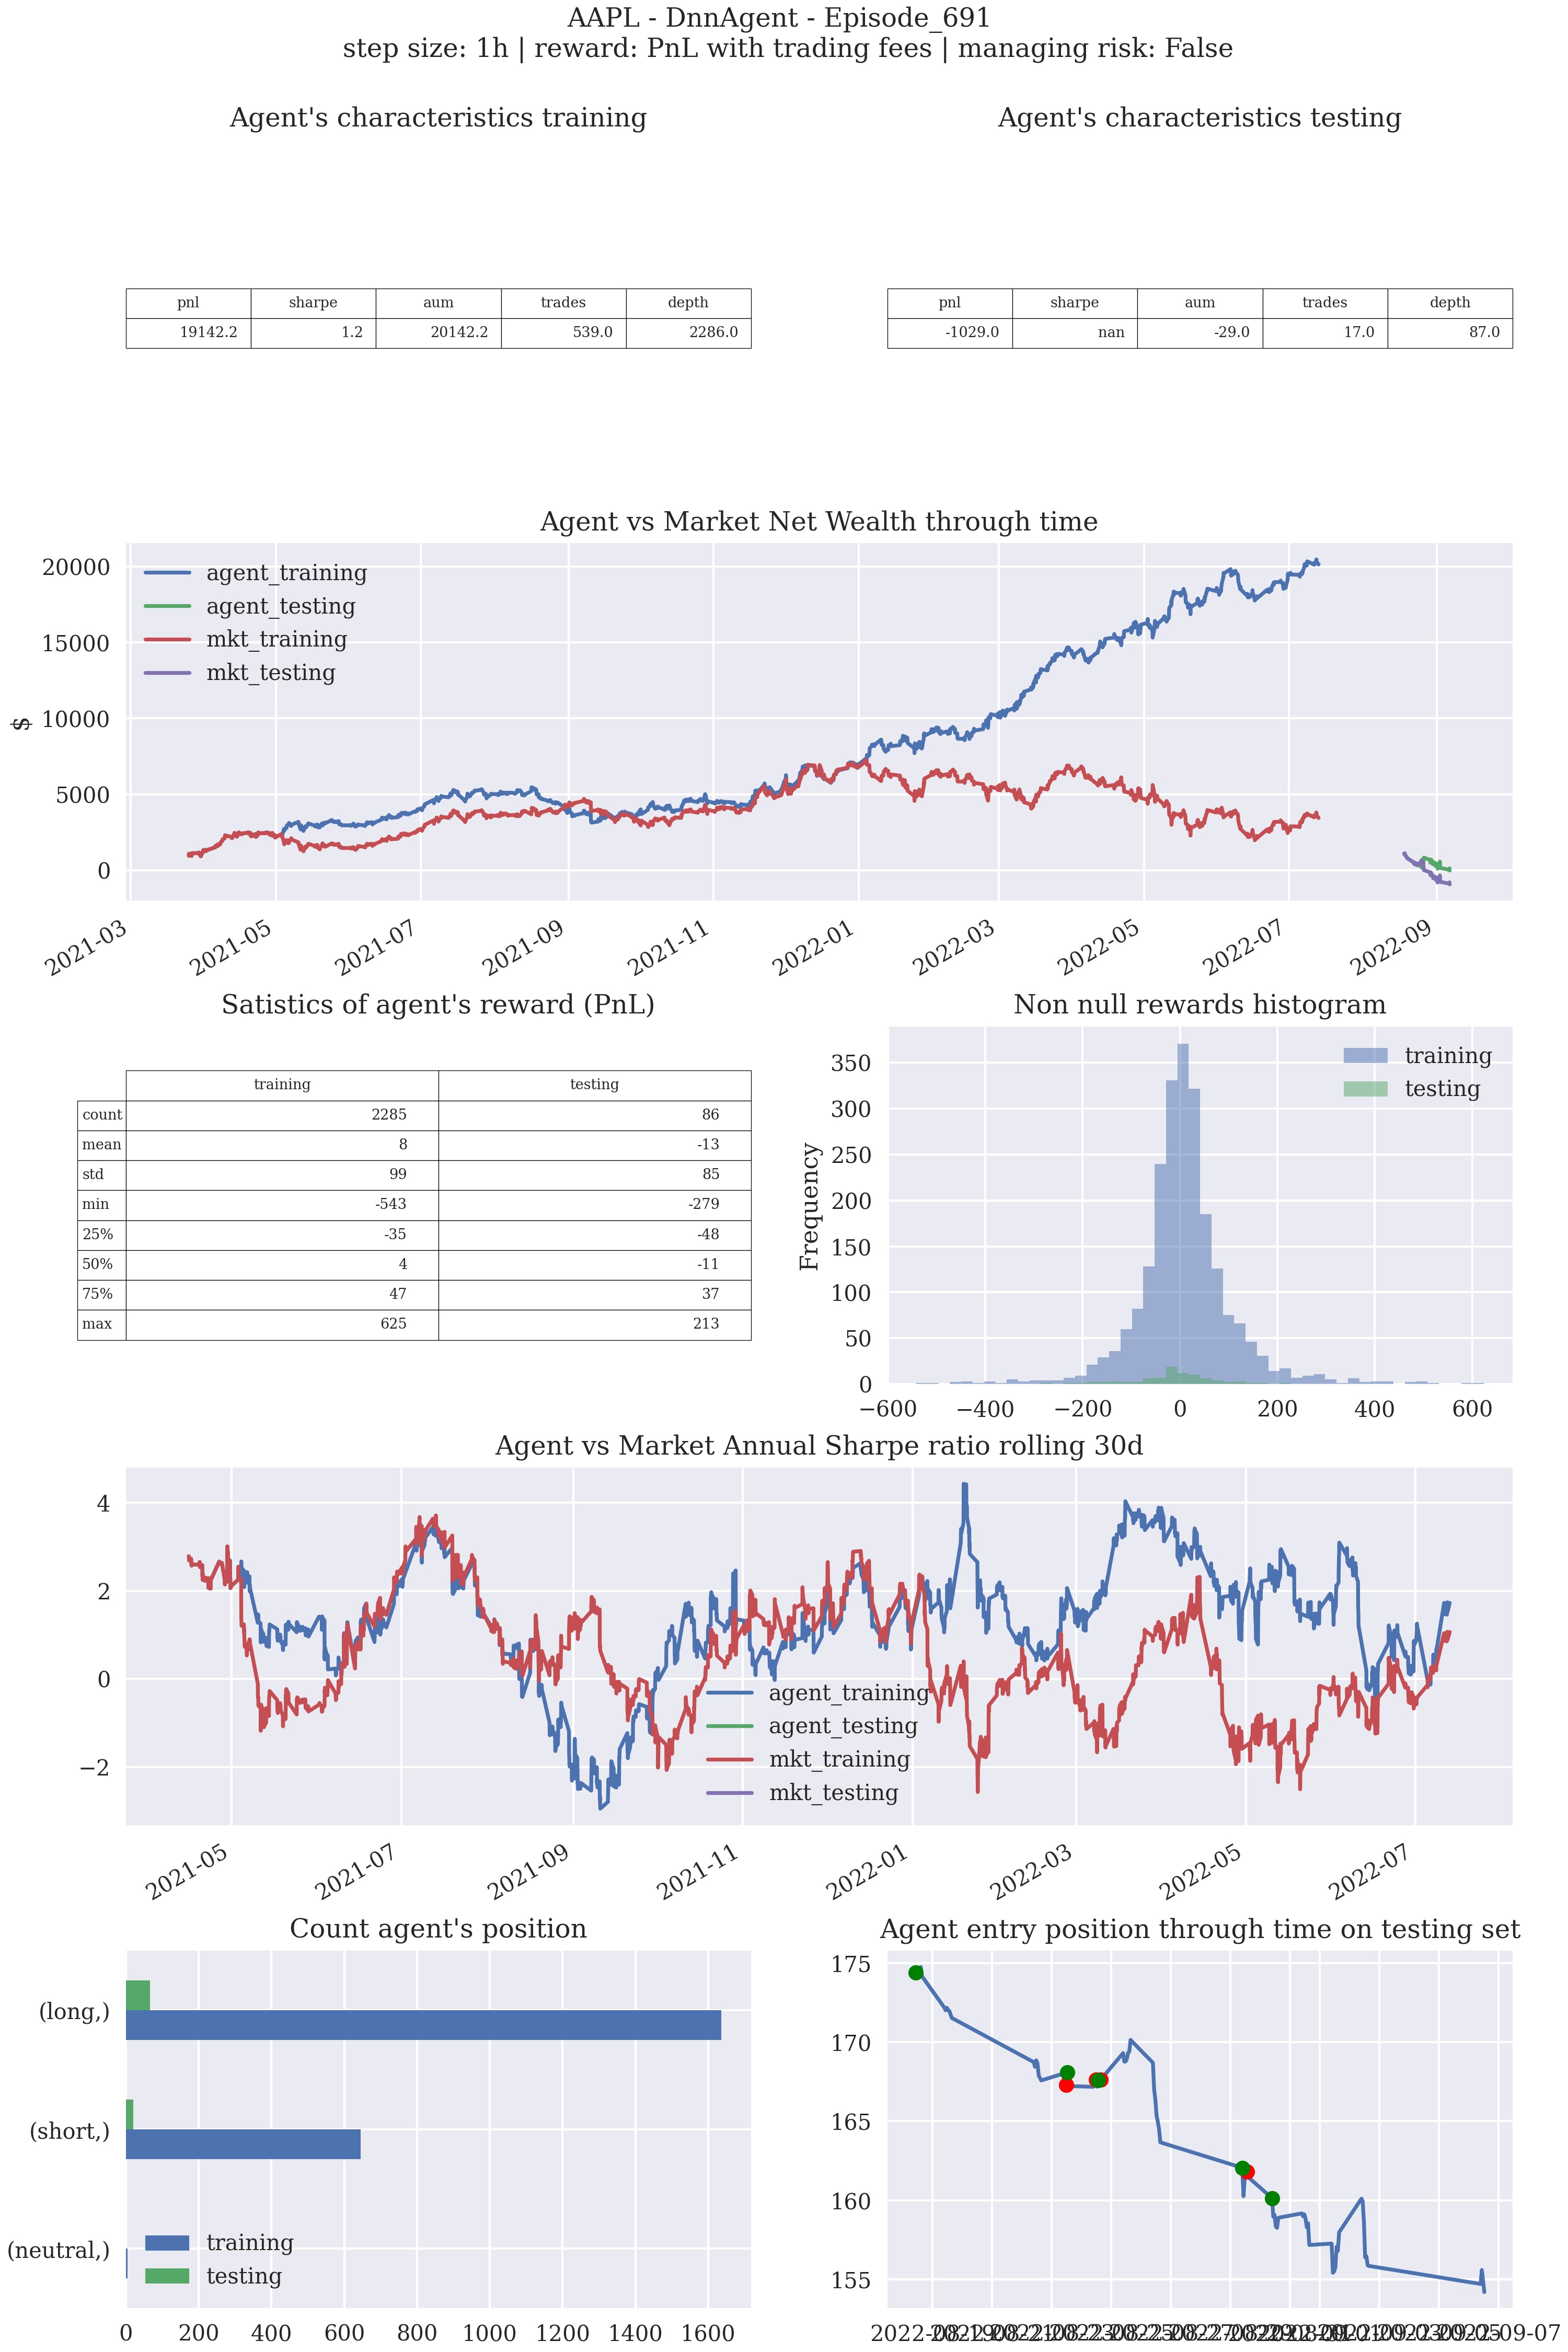 AAPL - DnnAgent - Episode_691
step size: 1h | reward: PnL with trading fees | managing risk: False
Agent's characteristics training
Agent's characteristics testing
pnl sharpe aum trades depth
19142.2 1.2 20142.2 539.0 2286.0
pnl sharpe aum trades depth
-1029.0 nan -29.0 17.0 87.0
Agent vs Market Net Wealth through time
agent_training
agent_testing
mkt_training
mkt_testing
$
20000
15000
10000
5000
0
2021-03 2021-05 2021-07 2021-09 2021-11 2022-01 2022-03 2022-05 2022-07 2022-09
Satistics of agent's reward (PnL)
training testing
count 2285 86
mean 8 -13
std 99 85
min -543 -279
25% -35 -48
50% 4 -11
75% 47 37
max 625 213
Non null rewards histogram
training
testing
Frequency
350
300
250
200
150
100
50
0
−600 −400 −200 0 200 400 600
Agent vs Market Annual Sharpe ratio rolling 30d
4
2
0
−2
agent_training
agent_testing
mkt_training
mkt_testing
2021-05 2021-07 2021-09 2021-11 2022-01 2022-03 2022-05 2022-07
Count agent's position
(long,)
(short,)
(neutral,)
training
testing
0 200 400 600 800 1000 1200 1400 1600
Agent entry position through time on testing set
175
170
165
160
155